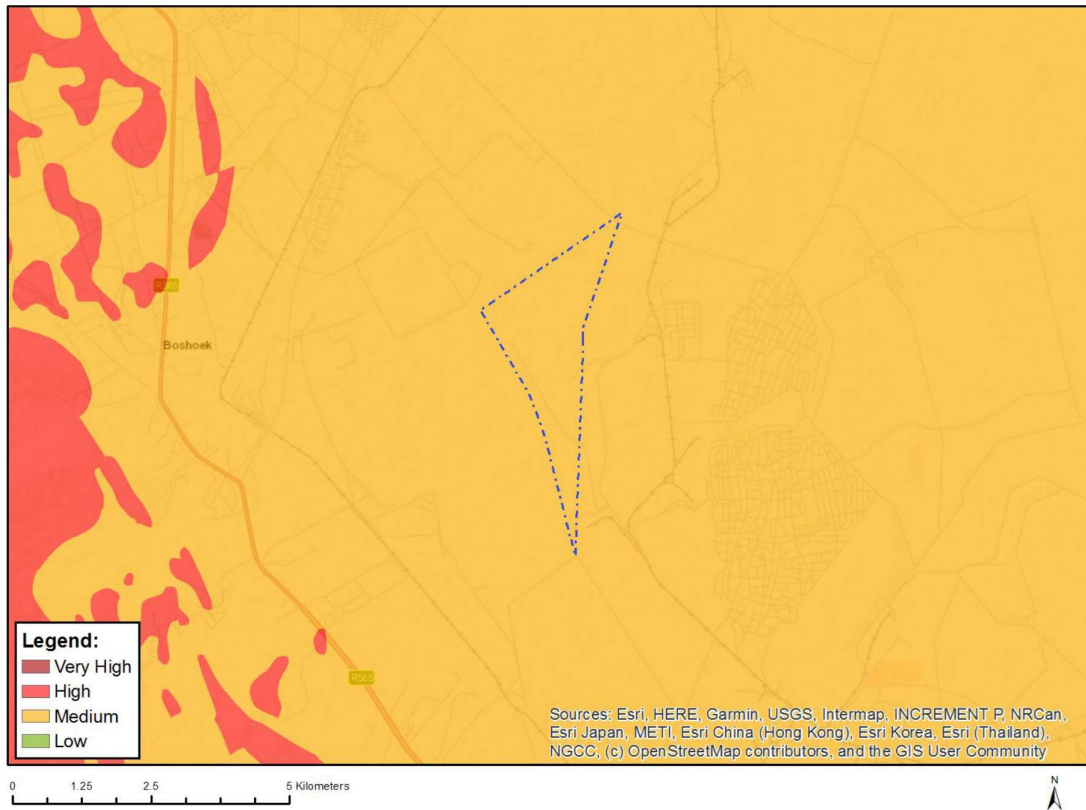 R565
Boshoek
Legend:
Very High
High
Medium
Low
R565
Sources: Esri, HERE, Garmin, USGS, Intermap, INCREMENT P, NRCan,
Esri Japan, METI, Esri China (Hong Kong), Esri Korea, Esri (Thailand),
NGCC, (c) OpenStreetMap contributors, and the GIS User Community
0 1.25 2.5 5 Kilometers
N